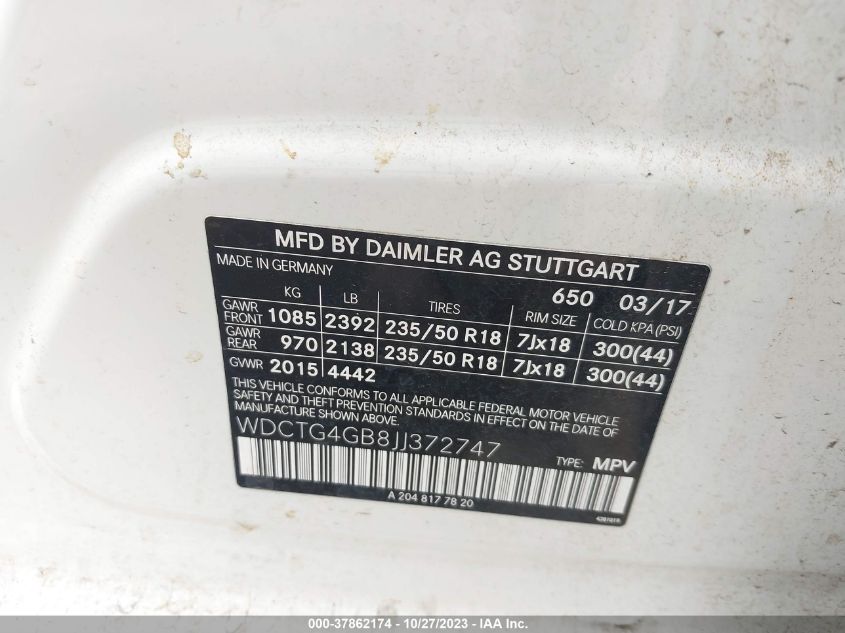 MFD BY DAIMLER AG STUTTGART
MADE IN GERMANY
650 03/17
KG LB TIRES RIM SIZE COLD KPA(PSI)
GAWR FRONT 1085 2392 235/50 R18 7Jx18 300(44)
GAWR REAR 970 2138 235/50 R18 7Jx18 300(44)
GVWR 2015 4442
THIS VEHICLE CONFORMS TO ALL APPLICABLE FEDERAL MOTOR VEHICLE
SAFETY AND THEFT PREVENTION STANDARDS IN EFFECT ON THE DATE OF
MANUFACTURE SHOWN ABOVE.
WDCTG4GB8JJ372747
TYPE: MPV
A 204 817 78 20
000-37862174 - 10/27/2023 - IAA Inc.